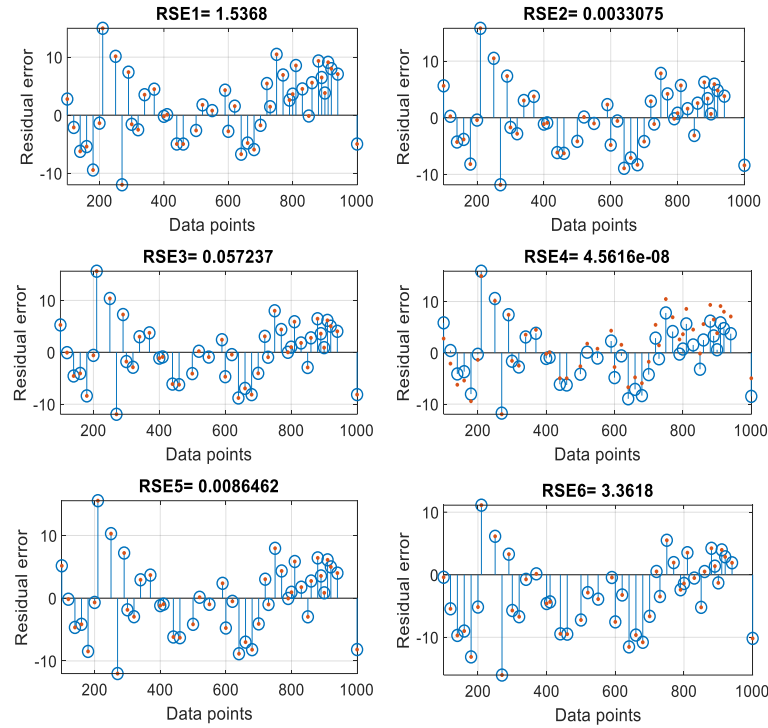 RSE1= 1.5368
10
0
-10
Residual error
200
400
600
800
1000
Data points
RSE2= 0.0033075
10
0
-10
Residual error
200
400
600
800
1000
Data points
RSE3= 0.057237
10
0
-10
Residual error
200
400
600
800
1000
Data points
RSE4= 4.5616e-08
10
0
-10
Residual error
200
400
600
800
1000
Data points
RSE5= 0.0086462
10
0
-10
Residual error
200
400
600
800
1000
Data points
RSE6= 3.3618
10
0
-10
Residual error
200
400
600
800
1000
Data points